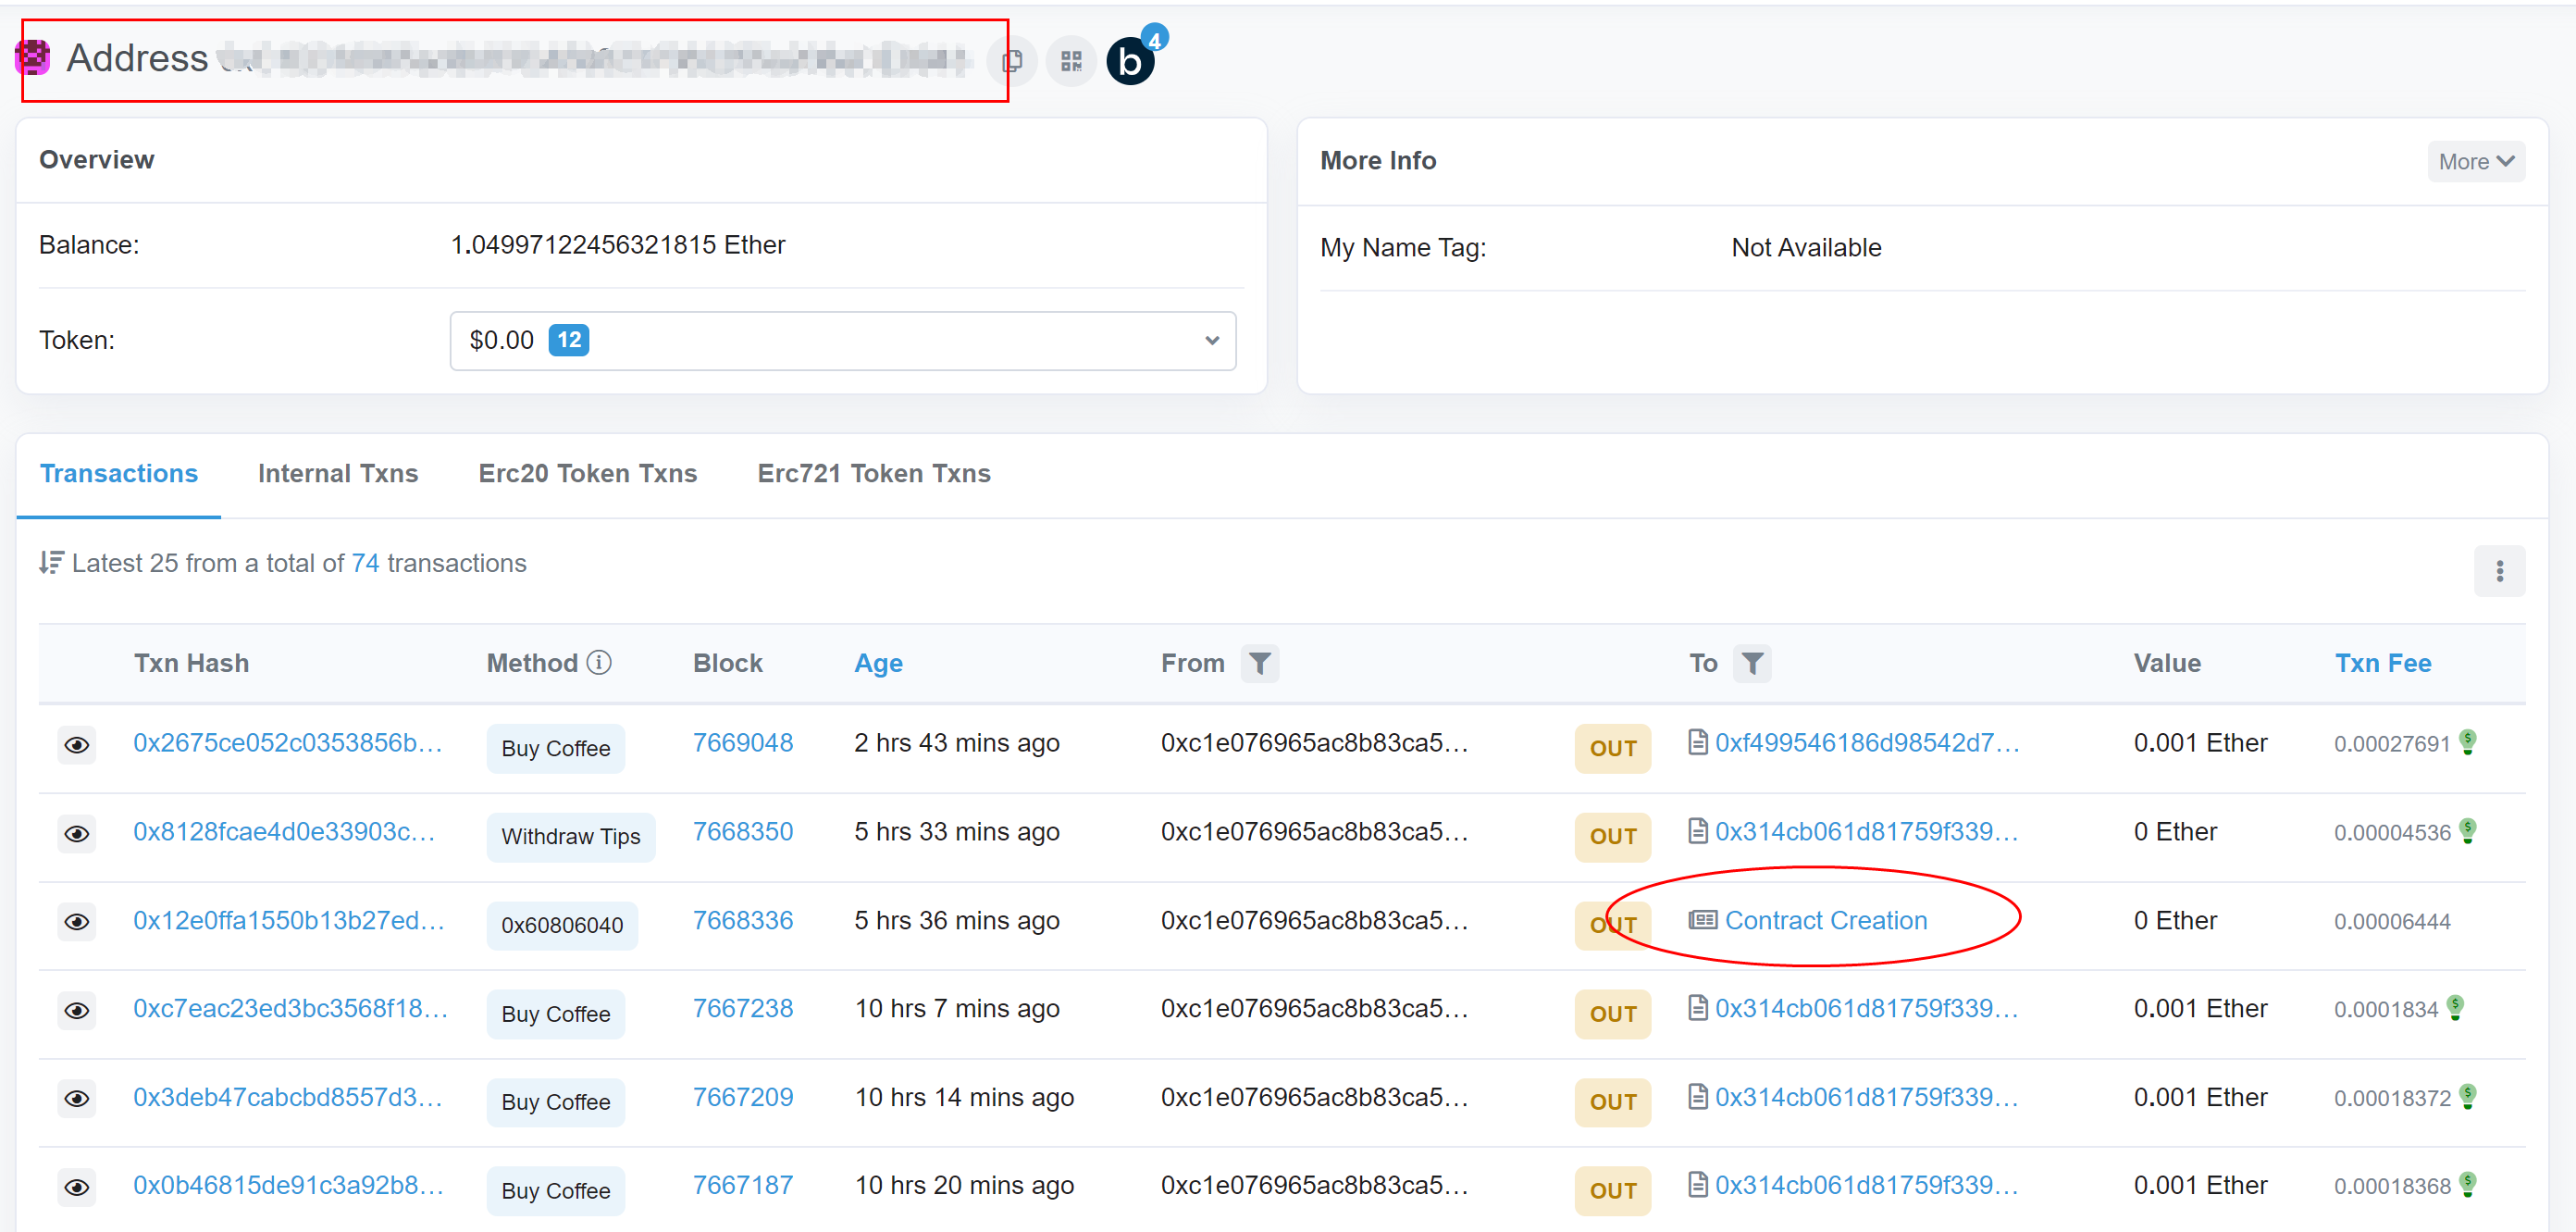 Address
b 4
Overview
Balance: 1.04997122456321815 Ether
Token: $0.00 12
More Info More
My Name Tag: Not Available
Transactions Internal Txns Erc20 Token Txns Erc721 Token Txns
Latest 25 from a total of 74 transactions
Txn Hash Method Block Age From To Value Txn Fee
0x2675ce052c0353856b... Buy Coffee 7669048 2 hrs 43 mins ago 0xc1e076965ac8b83ca5... OUT 0xf499546186d98542d7... 0.001 Ether 0.00027691
0x8128fcae4d0e33903c... Withdraw Tips 7668350 5 hrs 33 mins ago 0xc1e076965ac8b83ca5... OUT 0x314cb061d81759f339... 0 Ether 0.00004536
0x12e0ffa1550b13b27ed... 0x60806040 7668336 5 hrs 36 mins ago 0xc1e076965ac8b83ca5... OUT Contract Creation 0 Ether 0.00006444
0xc7eac23ed3bc3568f18... Buy Coffee 7667238 10 hrs 7 mins ago 0xc1e076965ac8b83ca5... OUT 0x314cb061d81759f339... 0.001 Ether 0.0001834
0x3deb47cabcbd8557d3... Buy Coffee 7667209 10 hrs 14 mins ago 0xc1e076965ac8b83ca5... OUT 0x314cb061d81759f339... 0.001 Ether 0.00018372
0x0b46815de91c3a92b8... Buy Coffee 7667187 10 hrs 20 mins ago 0xc1e076965ac8b83ca5... OUT 0x314cb061d81759f339... 0.001 Ether 0.00018368